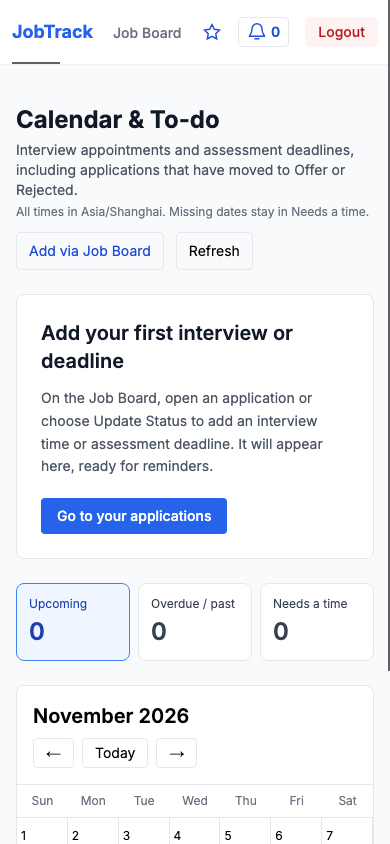 JobTrack Job Board 0 Logout
Calendar & To-do
Interview appointments and assessment deadlines,
including applications that have moved to Offer or
Rejected.
All times in Asia/Shanghai. Missing dates stay in Needs a time.
Add via Job Board Refresh
Add your first interview or
deadline
On the Job Board, open an application or
choose Update Status to add an interview
time or assessment deadline. It will appear
here, ready for reminders.
Go to your applications
Upcoming Overdue / past Needs a time
0 0 0
November 2026
← Today →
Sun Mon Tue Wed Thu Fri Sat
1 2 3 4 5 6 7